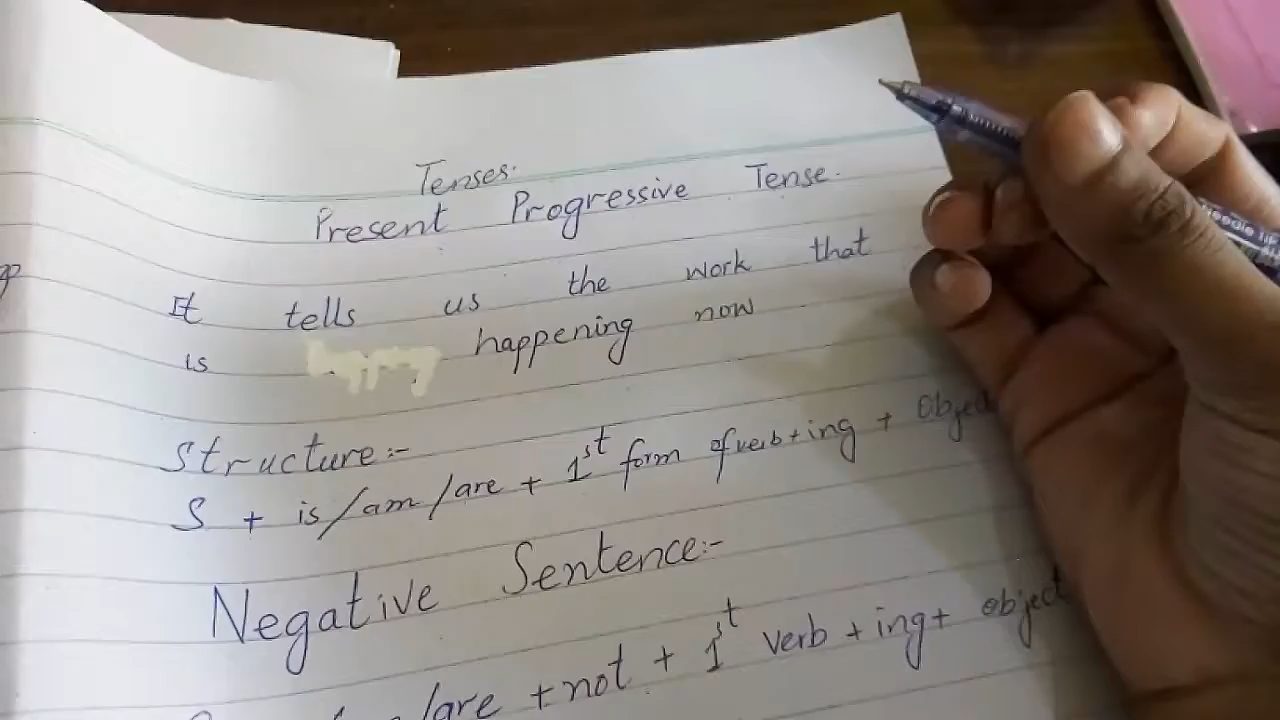 Tenses.
Present Progressive Tense.
It tells us the work that
is happening now
Structure:-
S + is/am/are + 1st form of verb+ing + Object
Negative Sentence:-
/are + not + 1st verb + ing + object